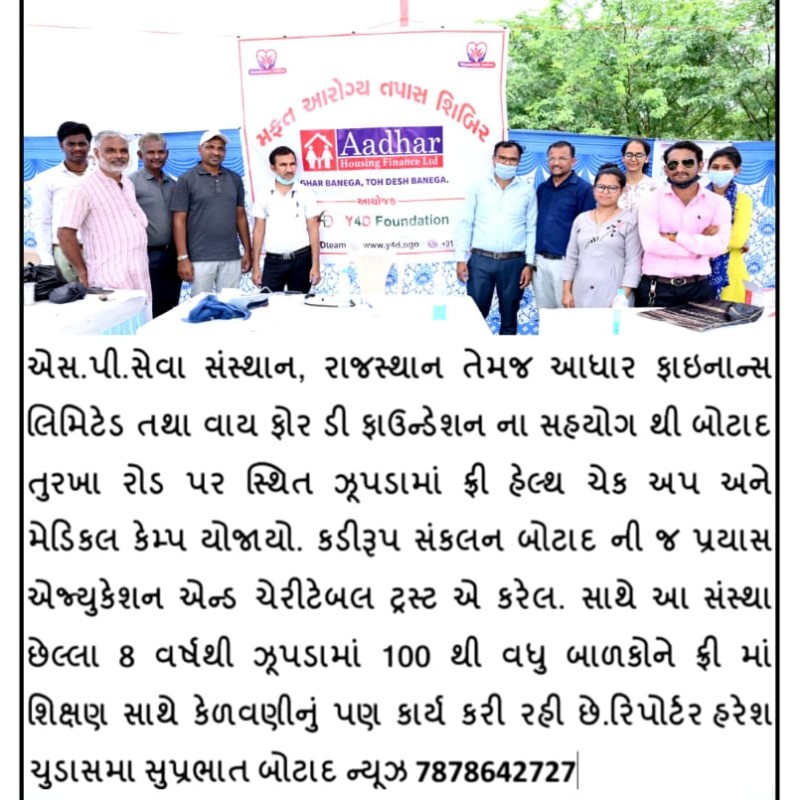 મફત આરોગ્ય તપાસ શિબિર
Aadhar
Housing Finance Ltd
GHAR BANEGA, TOH DESH BANEGA.
આયોજક
Y4D Foundation
Dteam www.y4d.ngo +91
એસ.પી.સેવા સંસ્થાન, રાજસ્થાન તેમજ આધાર ફાઇનાન્સ
લિમિટેડ તથા વાય ફોર ડી ફાઉન્ડેશન ના સહયોગ થી બોટાદ
તુરખા રોડ પર સ્થિત ઝૂપડામાં ફ્રી હેલ્થ ચેક અપ અને
મેડિકલ કેમ્પ યોજાયો. કડીરૂપ સંકલન બોટાદ ની જ પ્રયાસ
એજ્યુકેશન એન્ડ ચેરીટેબલ ટ્રસ્ટ એ કરેલ. સાથે આ સંસ્થા
છેલ્લા 8 વર્ષથી ઝૂપડામાં 100 થી વધુ બાળકોને ફ્રી માં
શિક્ષણ સાથે કેળવણીનું પણ કાર્ય કરી રહી છે.રિપોર્ટર હરેશ
ચુડાસમા સુપ્રભાત બોટાદ ન્યૂઝ 7878642727